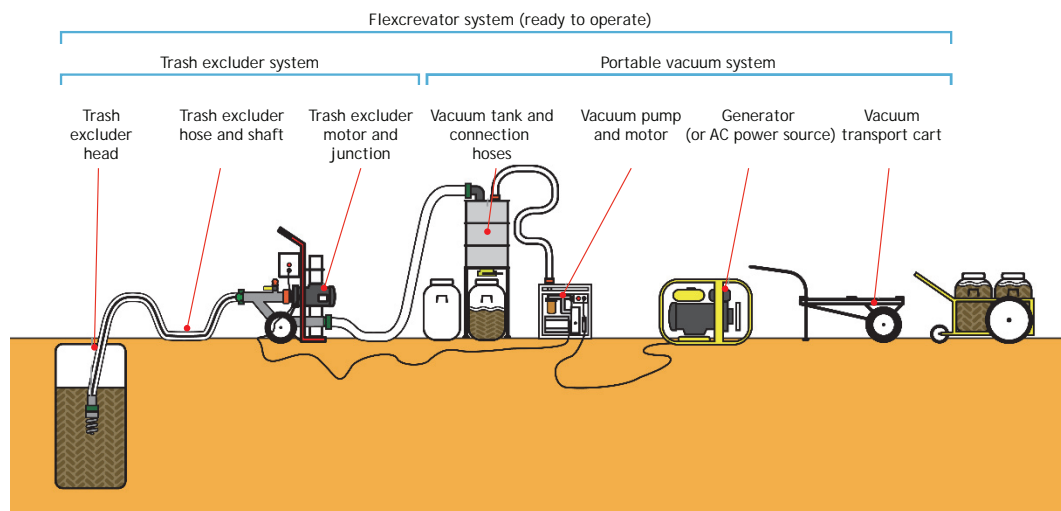 Flexcrevator system (ready to operate)
Trash excluder system
Portable vacuum system
Trash
excluder
head
Trash excluder
hose and shaft
Trash excluder
motor and
junction
Vacuum tank and
connection
hoses
Vacuum pump
and motor
Generator
(or AC power source)
Vacuum
transport cart